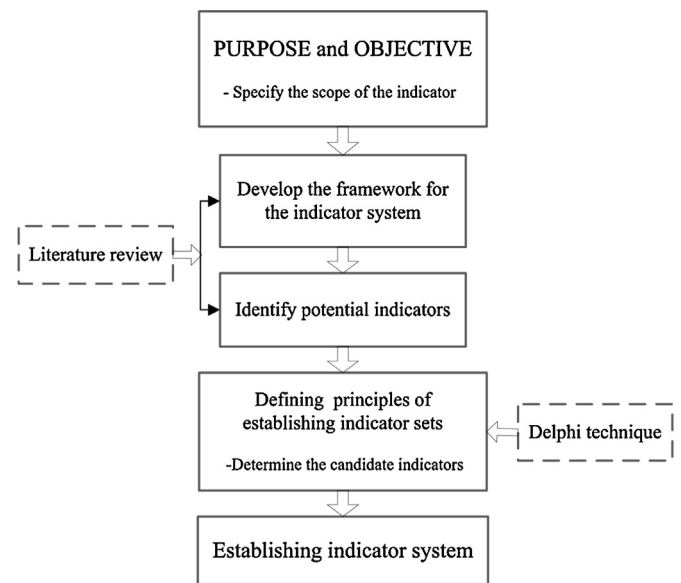 PURPOSE and OBJECTIVE
- Specify the scope of the indicator
Develop the framework for
the indicator system
Literature review
Identify potential indicators
Defining principles of
establishing indicator sets
-Determine the candidate indicators
Delphi technique
Establishing indicator system